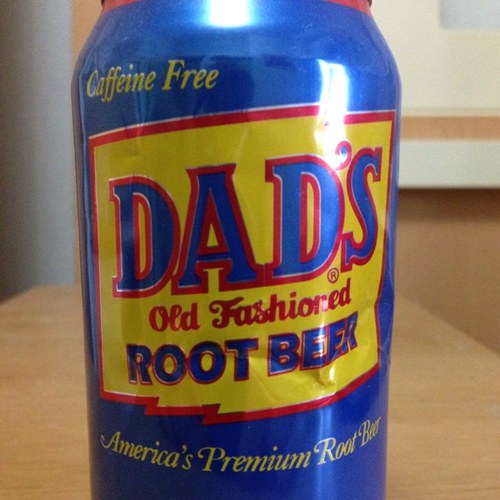 Caffeine Free
DAD'S
®
Old Fashioned
ROOT BEER
America's Premium Root Beer